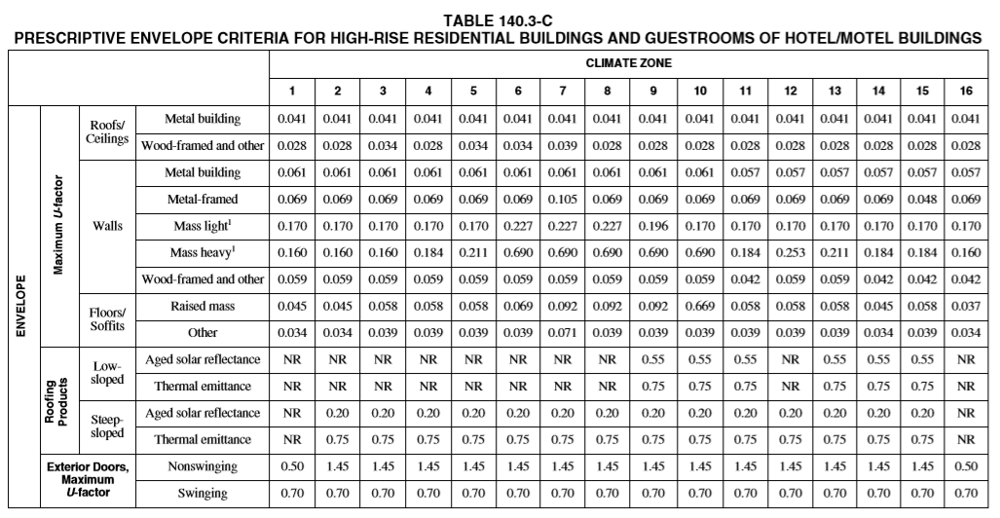 TABLE 140.3-C
PRESCRIPTIVE ENVELOPE CRITERIA FOR HIGH-RISE RESIDENTIAL BUILDINGS AND GUESTROOMS OF HOTEL/MOTEL BUILDINGS
CLIMATE ZONE
1 2 3 4 5 6 7 8 9 10 11 12 13 14 15 16
ENVELOPE
Maximum U-factor
Roofs/
Ceilings
Metal building 0.041 0.041 0.041 0.041 0.041 0.041 0.041 0.041 0.041 0.041 0.041 0.041 0.041 0.041 0.041 0.041
Wood-framed and other 0.028 0.028 0.034 0.028 0.034 0.034 0.039 0.028 0.028 0.028 0.028 0.028 0.028 0.028 0.028 0.028
Walls
Metal building 0.061 0.061 0.061 0.061 0.061 0.061 0.061 0.061 0.061 0.061 0.057 0.057 0.057 0.057 0.057 0.057
Metal-framed 0.069 0.069 0.069 0.069 0.069 0.069 0.105 0.069 0.069 0.069 0.069 0.069 0.069 0.069 0.048 0.069
Mass light¹ 0.170 0.170 0.170 0.170 0.170 0.227 0.227 0.227 0.196 0.170 0.170 0.170 0.170 0.170 0.170 0.170
Mass heavy¹ 0.160 0.160 0.160 0.184 0.211 0.690 0.690 0.690 0.690 0.690 0.184 0.253 0.211 0.184 0.184 0.160
Wood-framed and other 0.059 0.059 0.059 0.059 0.059 0.059 0.059 0.059 0.059 0.059 0.042 0.059 0.059 0.042 0.042 0.042
Floors/
Soffits
Raised mass 0.045 0.045 0.058 0.058 0.058 0.069 0.092 0.092 0.092 0.669 0.058 0.058 0.058 0.045 0.058 0.037
Other 0.034 0.034 0.039 0.039 0.039 0.039 0.071 0.039 0.039 0.039 0.039 0.039 0.039 0.034 0.039 0.034
Roofing
Products
Low-
sloped
Aged solar reflectance NR NR NR NR NR NR NR NR 0.55 0.55 0.55 NR 0.55 0.55 0.55 NR
Thermal emittance NR NR NR NR NR NR NR NR 0.75 0.75 0.75 NR 0.75 0.75 0.75 NR
Steep-
sloped
Aged solar reflectance NR 0.20 0.20 0.20 0.20 0.20 0.20 0.20 0.20 0.20 0.20 0.20 0.20 0.20 0.20 NR
Thermal emittance NR 0.75 0.75 0.75 0.75 0.75 0.75 0.75 0.75 0.75 0.75 0.75 0.75 0.75 0.75 NR
Exterior Doors,
Maximum
U-factor
Nonswinging 0.50 1.45 1.45 1.45 1.45 1.45 1.45 1.45 1.45 1.45 1.45 1.45 1.45 1.45 1.45 0.50
Swinging 0.70 0.70 0.70 0.70 0.70 0.70 0.70 0.70 0.70 0.70 0.70 0.70 0.70 0.70 0.70 0.70